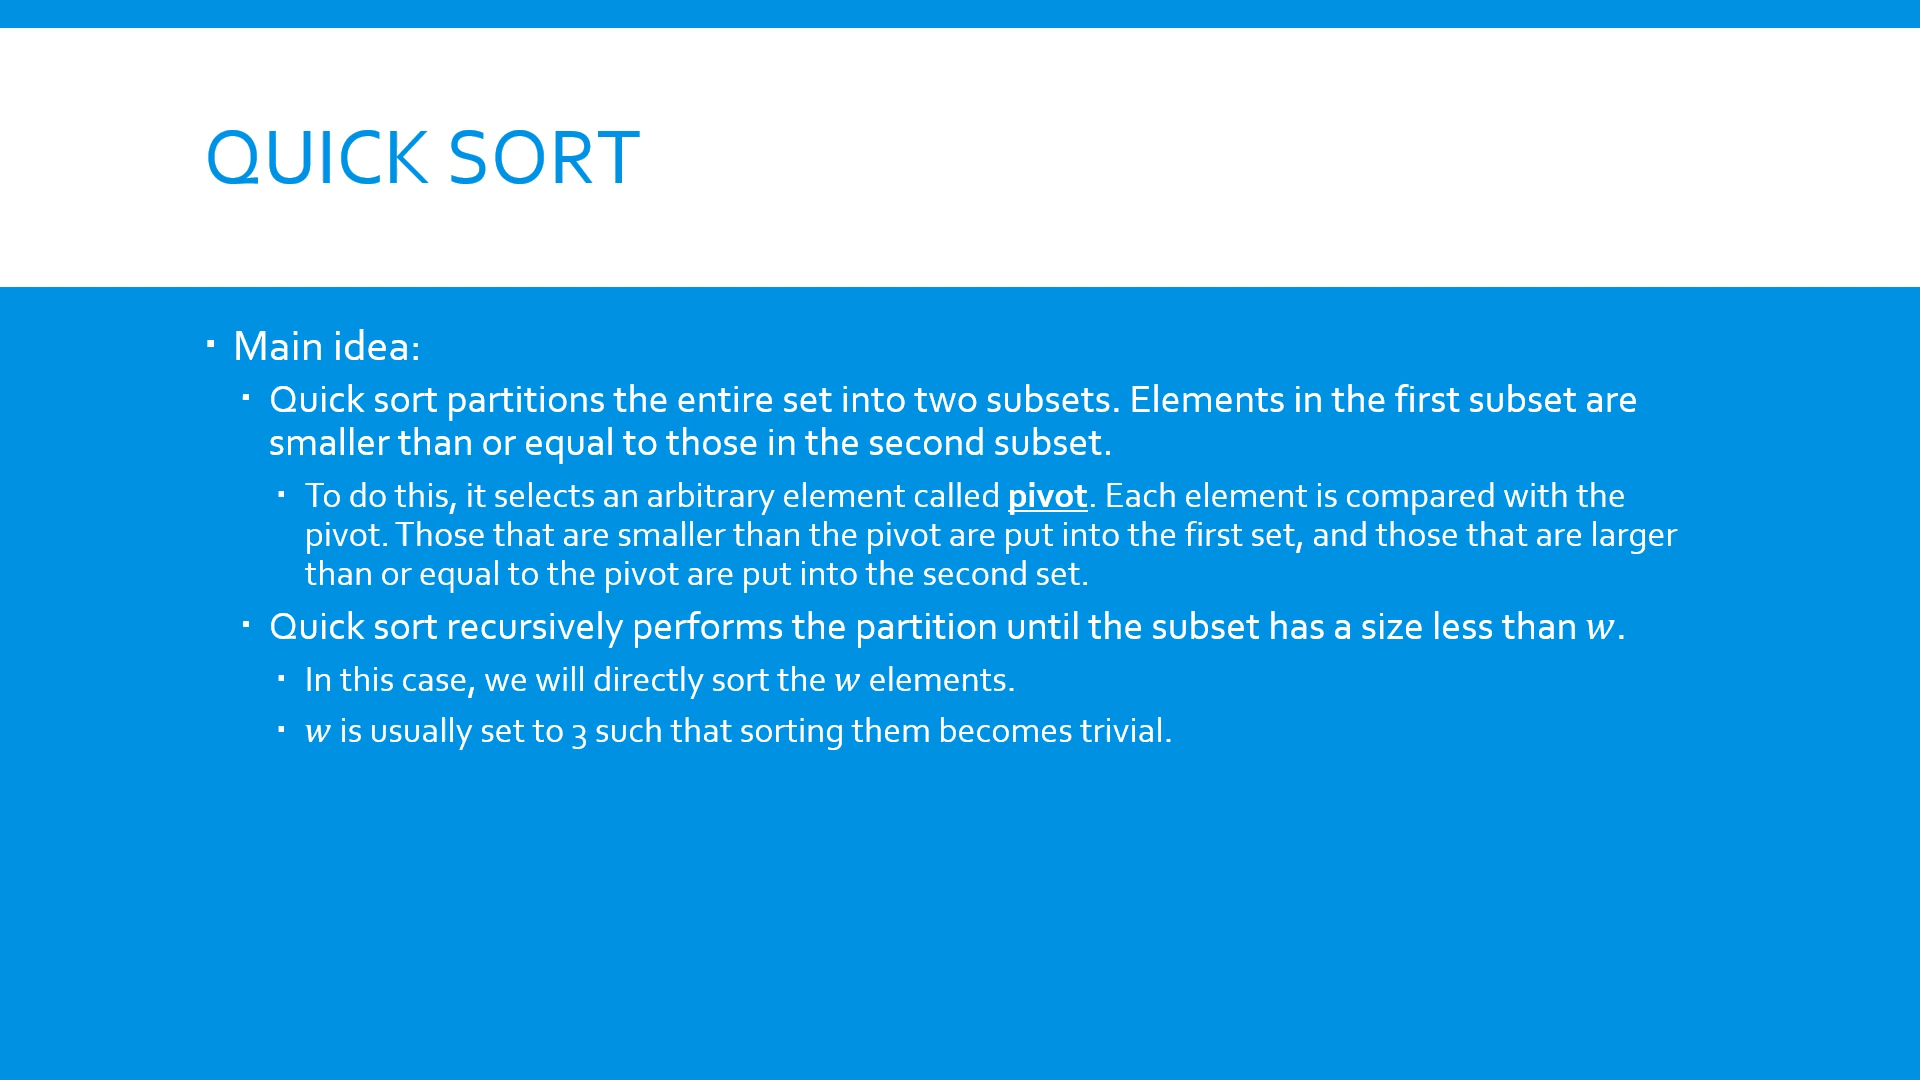 QUICK SORT
▪ Main idea:
▪ Quick sort partitions the entire set into two subsets. Elements in the first subset are
smaller than or equal to those in the second subset.
▪ To do this, it selects an arbitrary element called pivot. Each element is compared with the
pivot. Those that are smaller than the pivot are put into the first set, and those that are larger
than or equal to the pivot are put into the second set.
▪ Quick sort recursively performs the partition until the subset has a size less than w.
▪ In this case, we will directly sort the w elements.
▪ w is usually set to 3 such that sorting them becomes trivial.